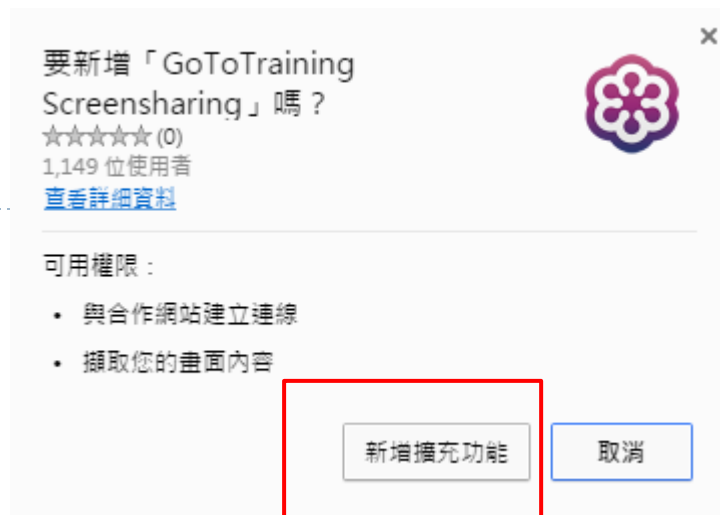 要新增「GoToTraining
Screensharing」嗎？
☆☆☆☆☆ (0)
1,149 位使用者
查看詳細資料
可用權限：
• 與合作網站建立連線
• 擷取您的畫面內容
新增擴充功能
取消